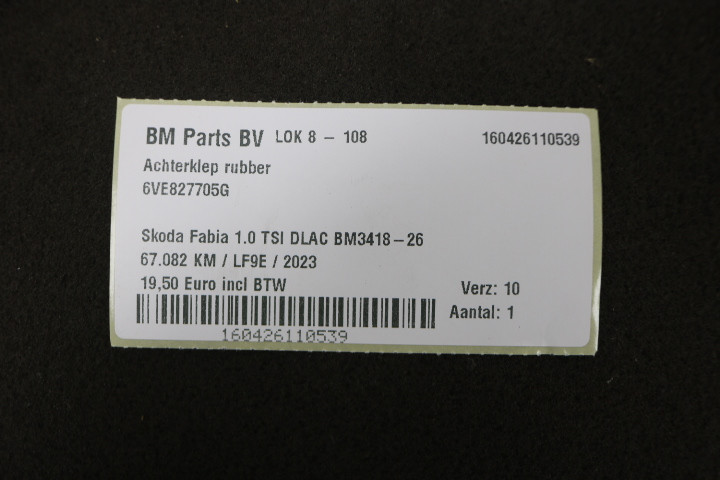 BM Parts BV LOK 8 - 108 160426110539
Achterklep rubber
6VE827705G
Skoda Fabia 1.0 TSI DLAC BM3418-26
67.082 KM / LF9E / 2023
19,50 Euro incl BTW Verz: 10
Aantal: 1
160426110539